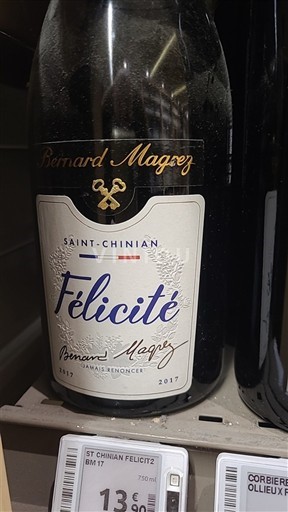 Bernard Magrez
SAINT-CHINIAN
Félicité
Bernard Magrez
"JAMAIS RENONCER"
2017 2017
ST CHINIAN FELICIT2
BM 17
750 ml
13 €90
CORBIERE
OLLIEUX R